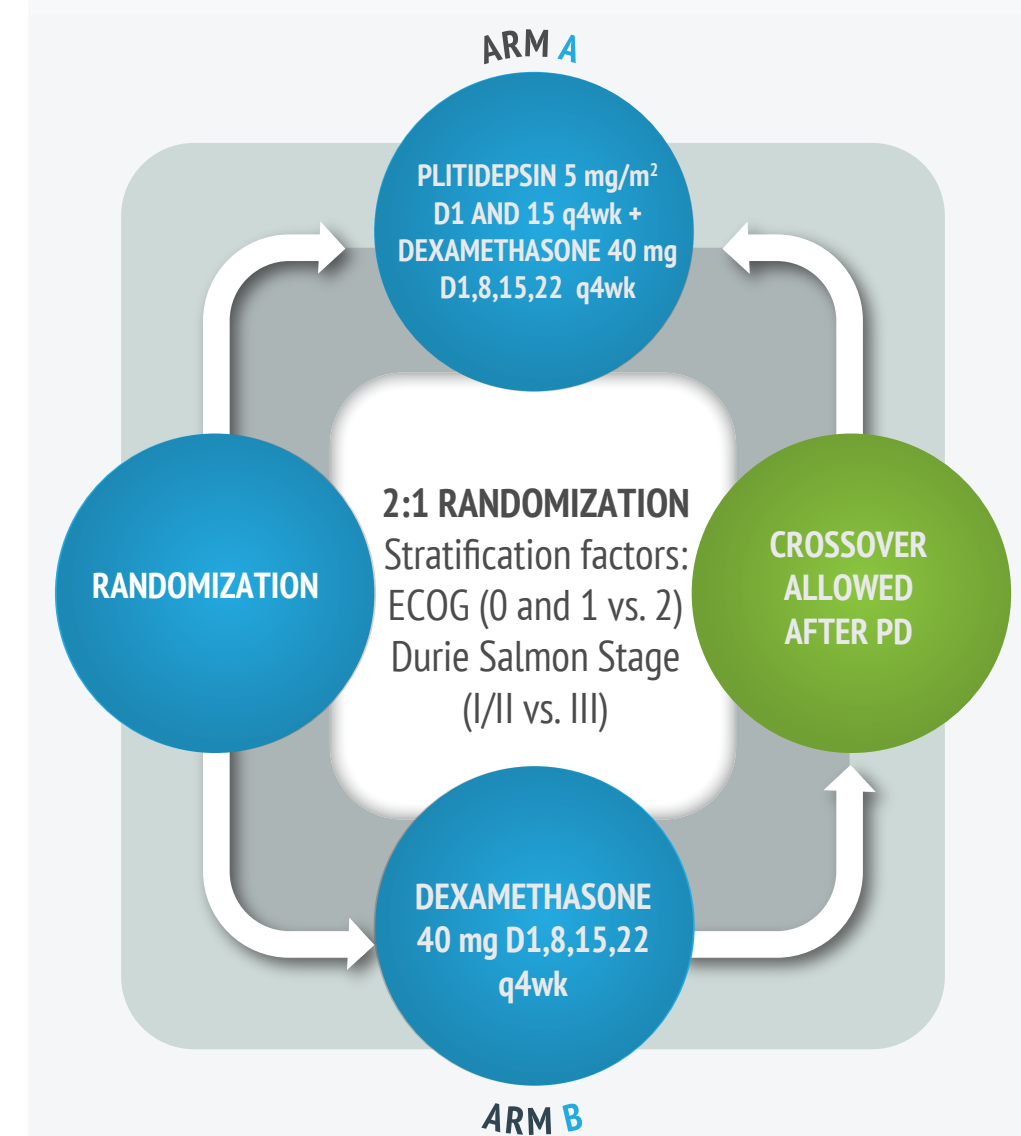 ARM A
PLITIDEPSIN 5 mg/m²
D1 AND 15 q4wk +
DEXAMETHASONE 40 mg
D1,8,15,22 q4wk
RANDOMIZATION
2:1 RANDOMIZATION
Stratification factors:
ECOG (0 and 1 vs. 2)
Durie Salmon Stage
(I/II vs. III)
CROSSOVER
ALLOWED
AFTER PD
DEXAMETHASONE
40 mg D1,8,15,22
q4wk
ARM B